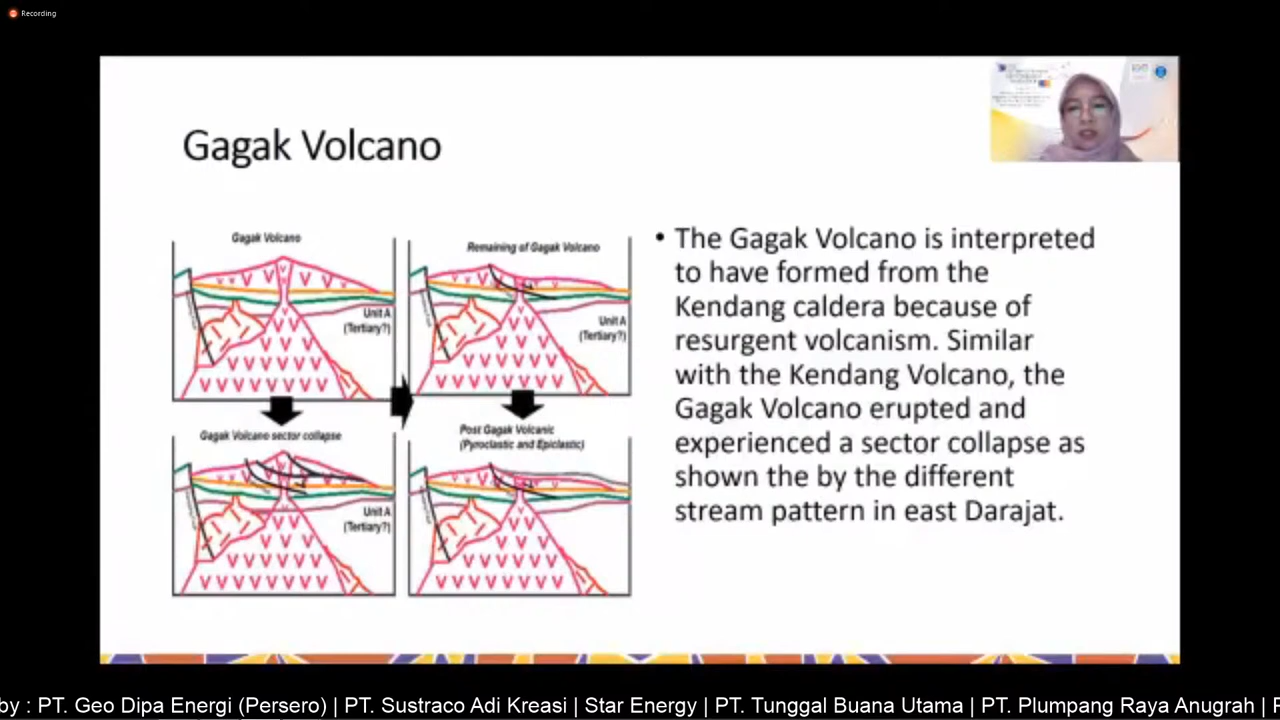 Recording
Gagak Volcano
Gagak Volcano
Unit A
(Tertiary?)
Remaining of Gagak Volcano
Unit A
(Tertiary?)
Gagak Volcano sector collapse
Unit A
(Tertiary?)
Post Gagak Volcanic
(Pyroclastic and Epiclastic)
• The Gagak Volcano is interpreted
to have formed from the
Kendang caldera because of
resurgent volcanism. Similar
with the Kendang Volcano, the
Gagak Volcano erupted and
experienced a sector collapse as
shown the by the different
stream pattern in east Darajat.
by : PT. Geo Dipa Energi (Persero) | PT. Sustraco Adi Kreasi | Star Energy | PT. Tunggal Buana Utama | PT. Plumpang Raya Anugrah |